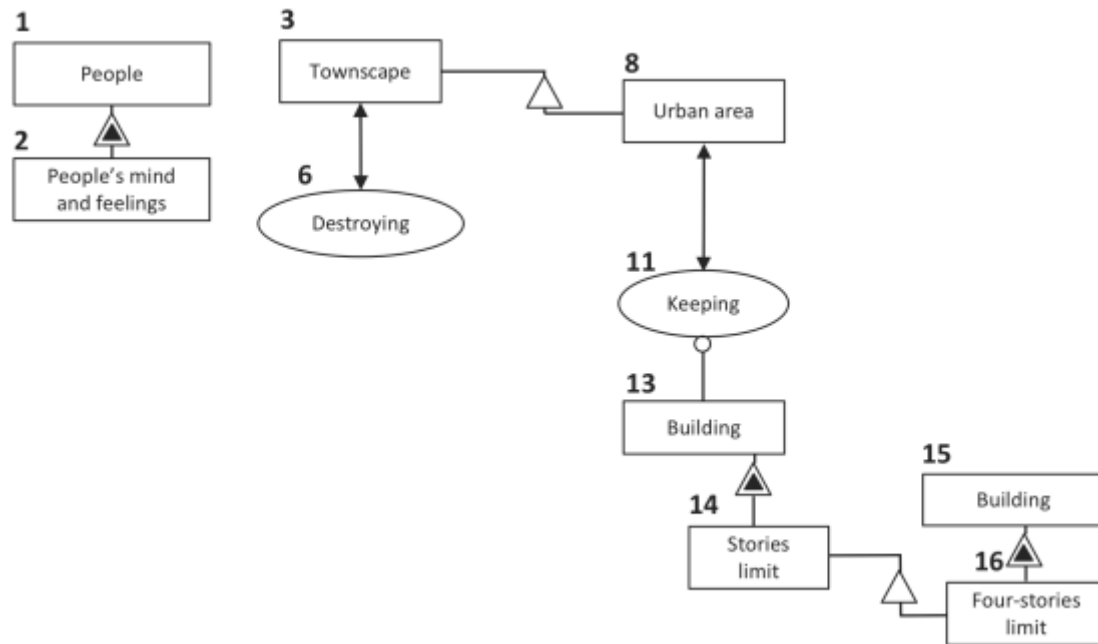 1
People
2
People's mind
and feelings
3
Townscape
6
Destroying
8
Urban area
11
Keeping
13
Building
14
Stories
limit
15
Building
16
Four-stories
limit